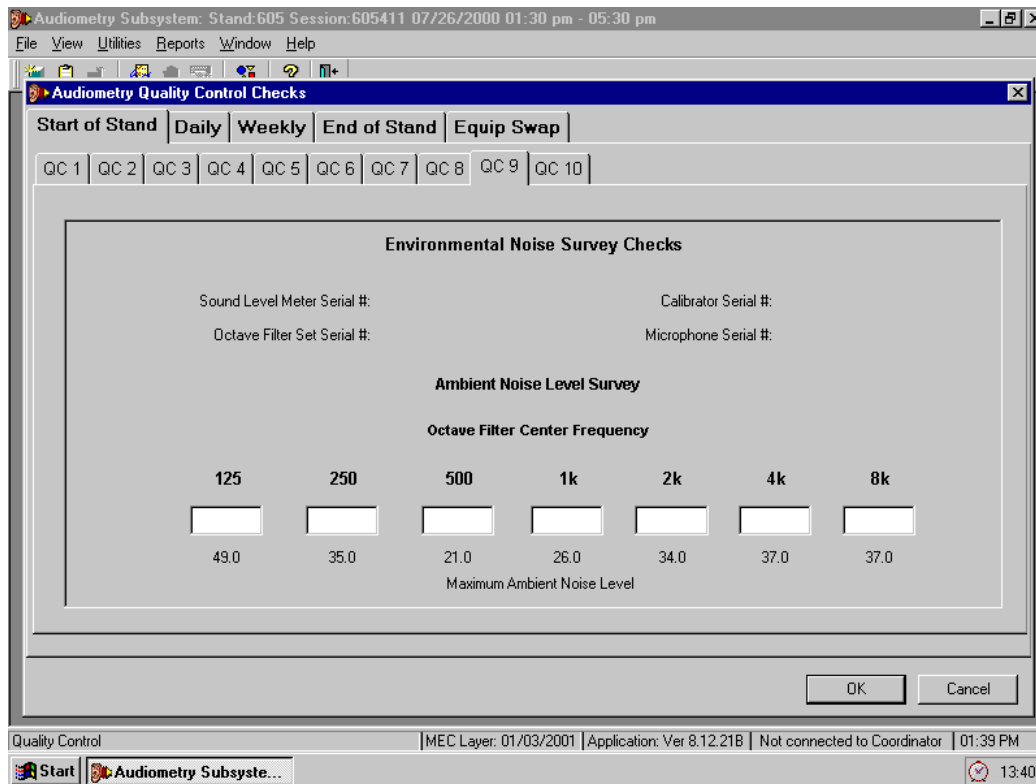 Audiometry Subsystem: Stand:605 Session:605411 07/26/2000 01:30 pm - 05:30 pm
File View Utilities Reports Window Help
Audiometry Quality Control Checks
Start of Stand Daily Weekly End of Stand Equip Swap
QC 1 QC 2 QC 3 QC 4 QC 5 QC 6 QC 7 QC 8 QC 9 QC 10
Environmental Noise Survey Checks
Sound Level Meter Serial #: Calibrator Serial #:
Octave Filter Set Serial #: Microphone Serial #:
Ambient Noise Level Survey
Octave Filter Center Frequency
125 250 500 1k 2k 4k 8k
49.0 35.0 21.0 26.0 34.0 37.0 37.0
Maximum Ambient Noise Level
OK Cancel
Quality Control MEC Layer: 01/03/2001 Application: Ver 8.12.21B Not connected to Coordinator 01:39 PM
Start Audiometry Subsyste... 13:40